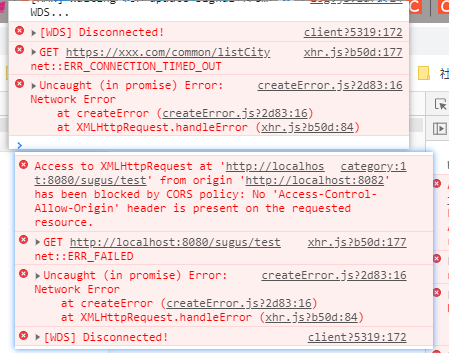 WDS...
[WDS] Disconnected! client?5319:172
GET https://xxx.com/common/listCity xhr.js?b50d:177
net::ERR_CONNECTION_TIMED_OUT
Uncaught (in promise) Error: createError.js?2d83:16
Network Error
at createError (createError.js?2d83:16)
at XMLHttpRequest.handleError (xhr.js?b50d:84)
Access to XMLHttpRequest at 'http://localhos category:1
t:8080/sugus/test' from origin 'http://localhost:8082'
has been blocked by CORS policy: No 'Access-Control-
Allow-Origin' header is present on the requested
resource.
GET http://localhost:8080/sugus/test xhr.js?b50d:177
net::ERR_FAILED
Uncaught (in promise) Error: createError.js?2d83:16
Network Error
at createError (createError.js?2d83:16)
at XMLHttpRequest.handleError (xhr.js?b50d:84)
[WDS] Disconnected! client?5319:172
社